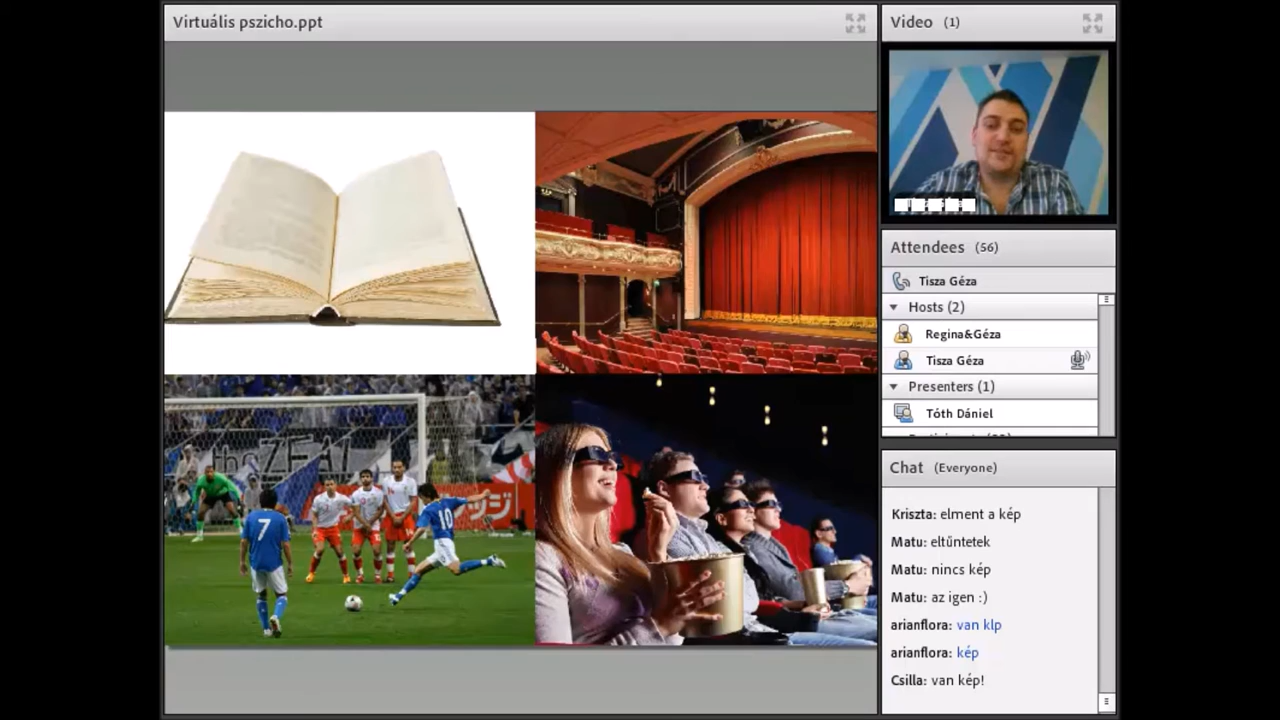 Virtuális pszicho.ppt
7
10
Video (1)
Attendees (56)
Tisza Géza
Hosts (2)
Regina&Géza
Tisza Géza
Presenters (1)
Tóth Dániel
Chat (Everyone)
Kriszta: elment a kép
Matu: eltűntetek
Matu: nincs kép
Matu: az igen :)
arianflora: van klp
arianflora: kép
Csilla: van kép!